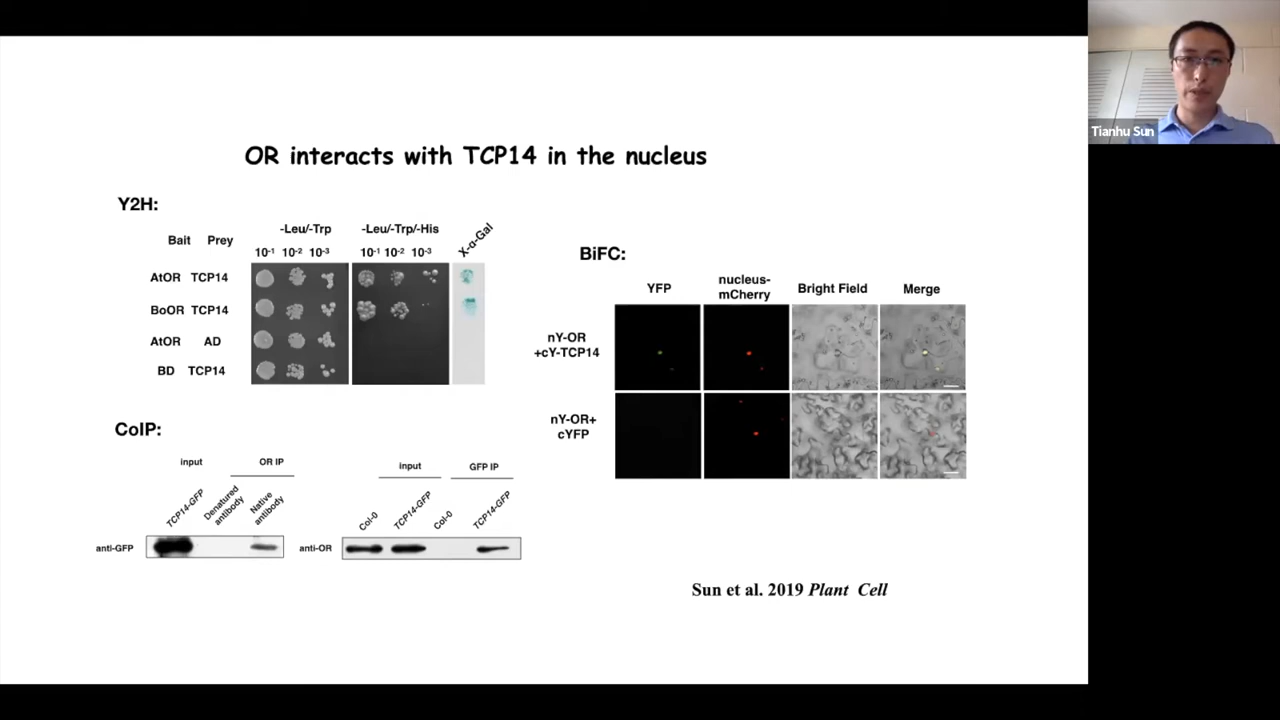 Tianhu Sun
OR interacts with TCP14 in the nucleus
Y2H:
-Leu/-Trp -Leu/-Trp/-His X-α-Gal
Bait Prey 10⁻¹ 10⁻² 10⁻³ 10⁻¹ 10⁻² 10⁻³
AtOR TCP14
BoOR TCP14
AtOR AD
BD TCP14
CoIP:
input OR IP
TCP14-GFP Denatured antibody Native antibody
anti-GFP
input GFP IP
Col-0 TCP14-GFP Col-0 TCP14-GFP
anti-OR
BiFC:
YFP nucleus-mCherry Bright Field Merge
nY-OR
+cY-TCP14
nY-OR+
cYFP
Sun et al. 2019 Plant Cell